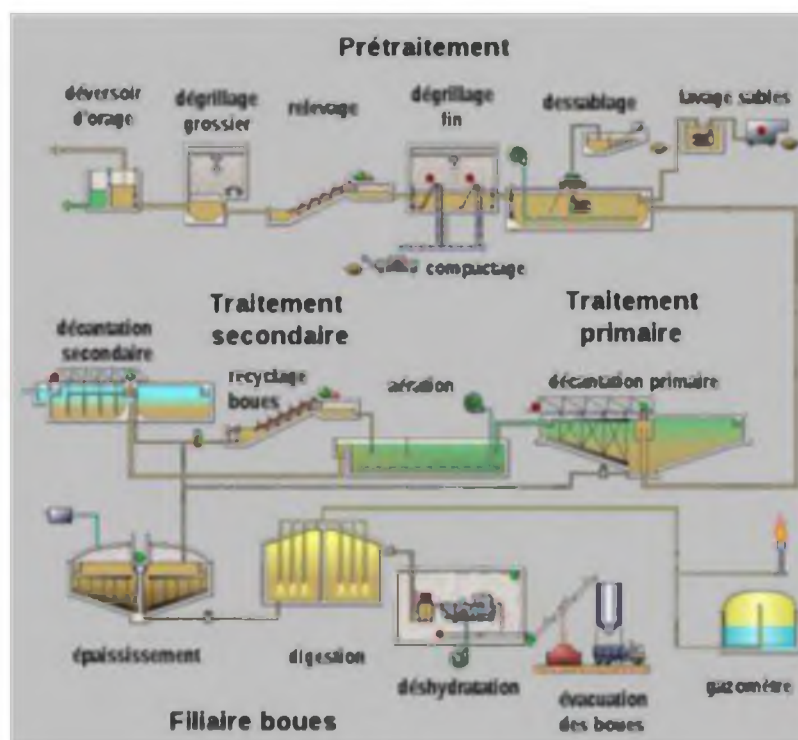 Prétraitement
déversoir
d'orage
dégrillage
grossier
relevage
dégrillage
fin
dessablage
lavage sables
compactage
Traitement
secondaire
Traitement
primaire
décantation
secondaire
recyclage
boues
aération
décantation primaire
épaississement
digestion
déshydratation
évacuation
des boues
gazomètre
Filiaire boues